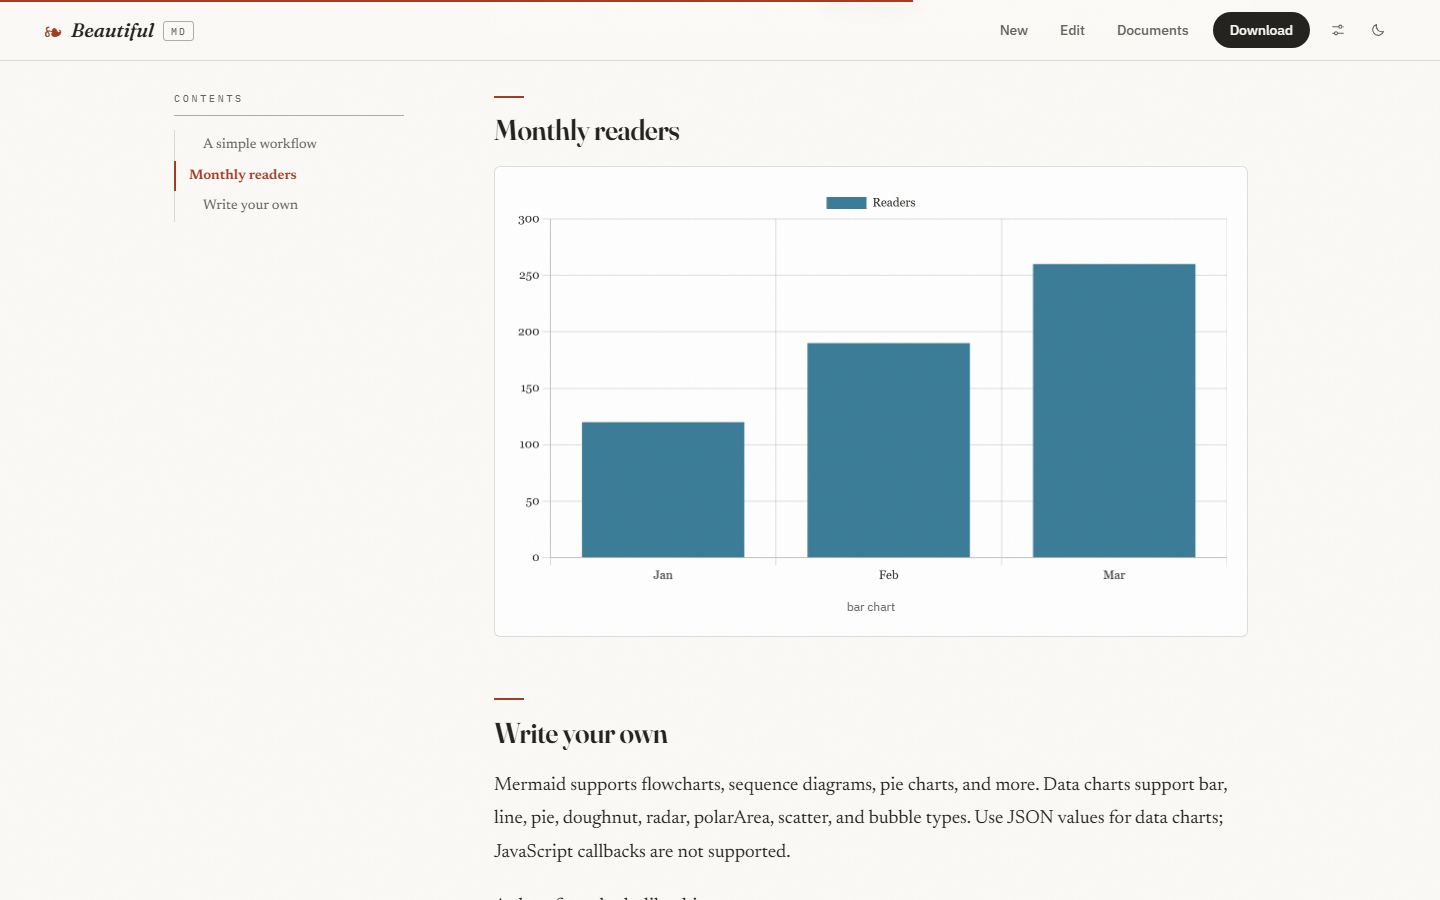 Beautiful MD
New Edit Documents Download
CONTENTS
A simple workflow
Monthly readers
Write your own
Monthly readers
Readers
300
250
200
150
100
50
0
Jan Feb Mar
bar chart
Write your own
Mermaid supports flowcharts, sequence diagrams, pie charts, and more. Data charts support bar,
line, pie, doughnut, radar, polarArea, scatter, and bubble types. Use JSON values for data charts;
JavaScript callbacks are not supported.